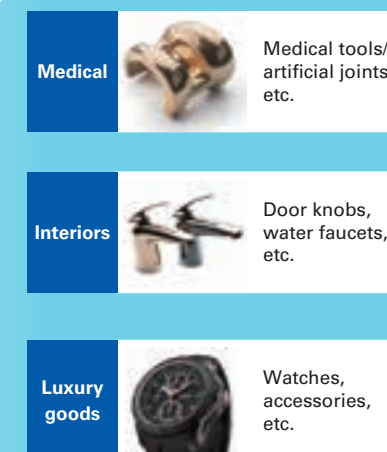 Medical
Medical tools/
artificial joints
etc.
Interiors
Door knobs,
water faucets,
etc.
Luxury
goods
Watches,
accessories,
etc.